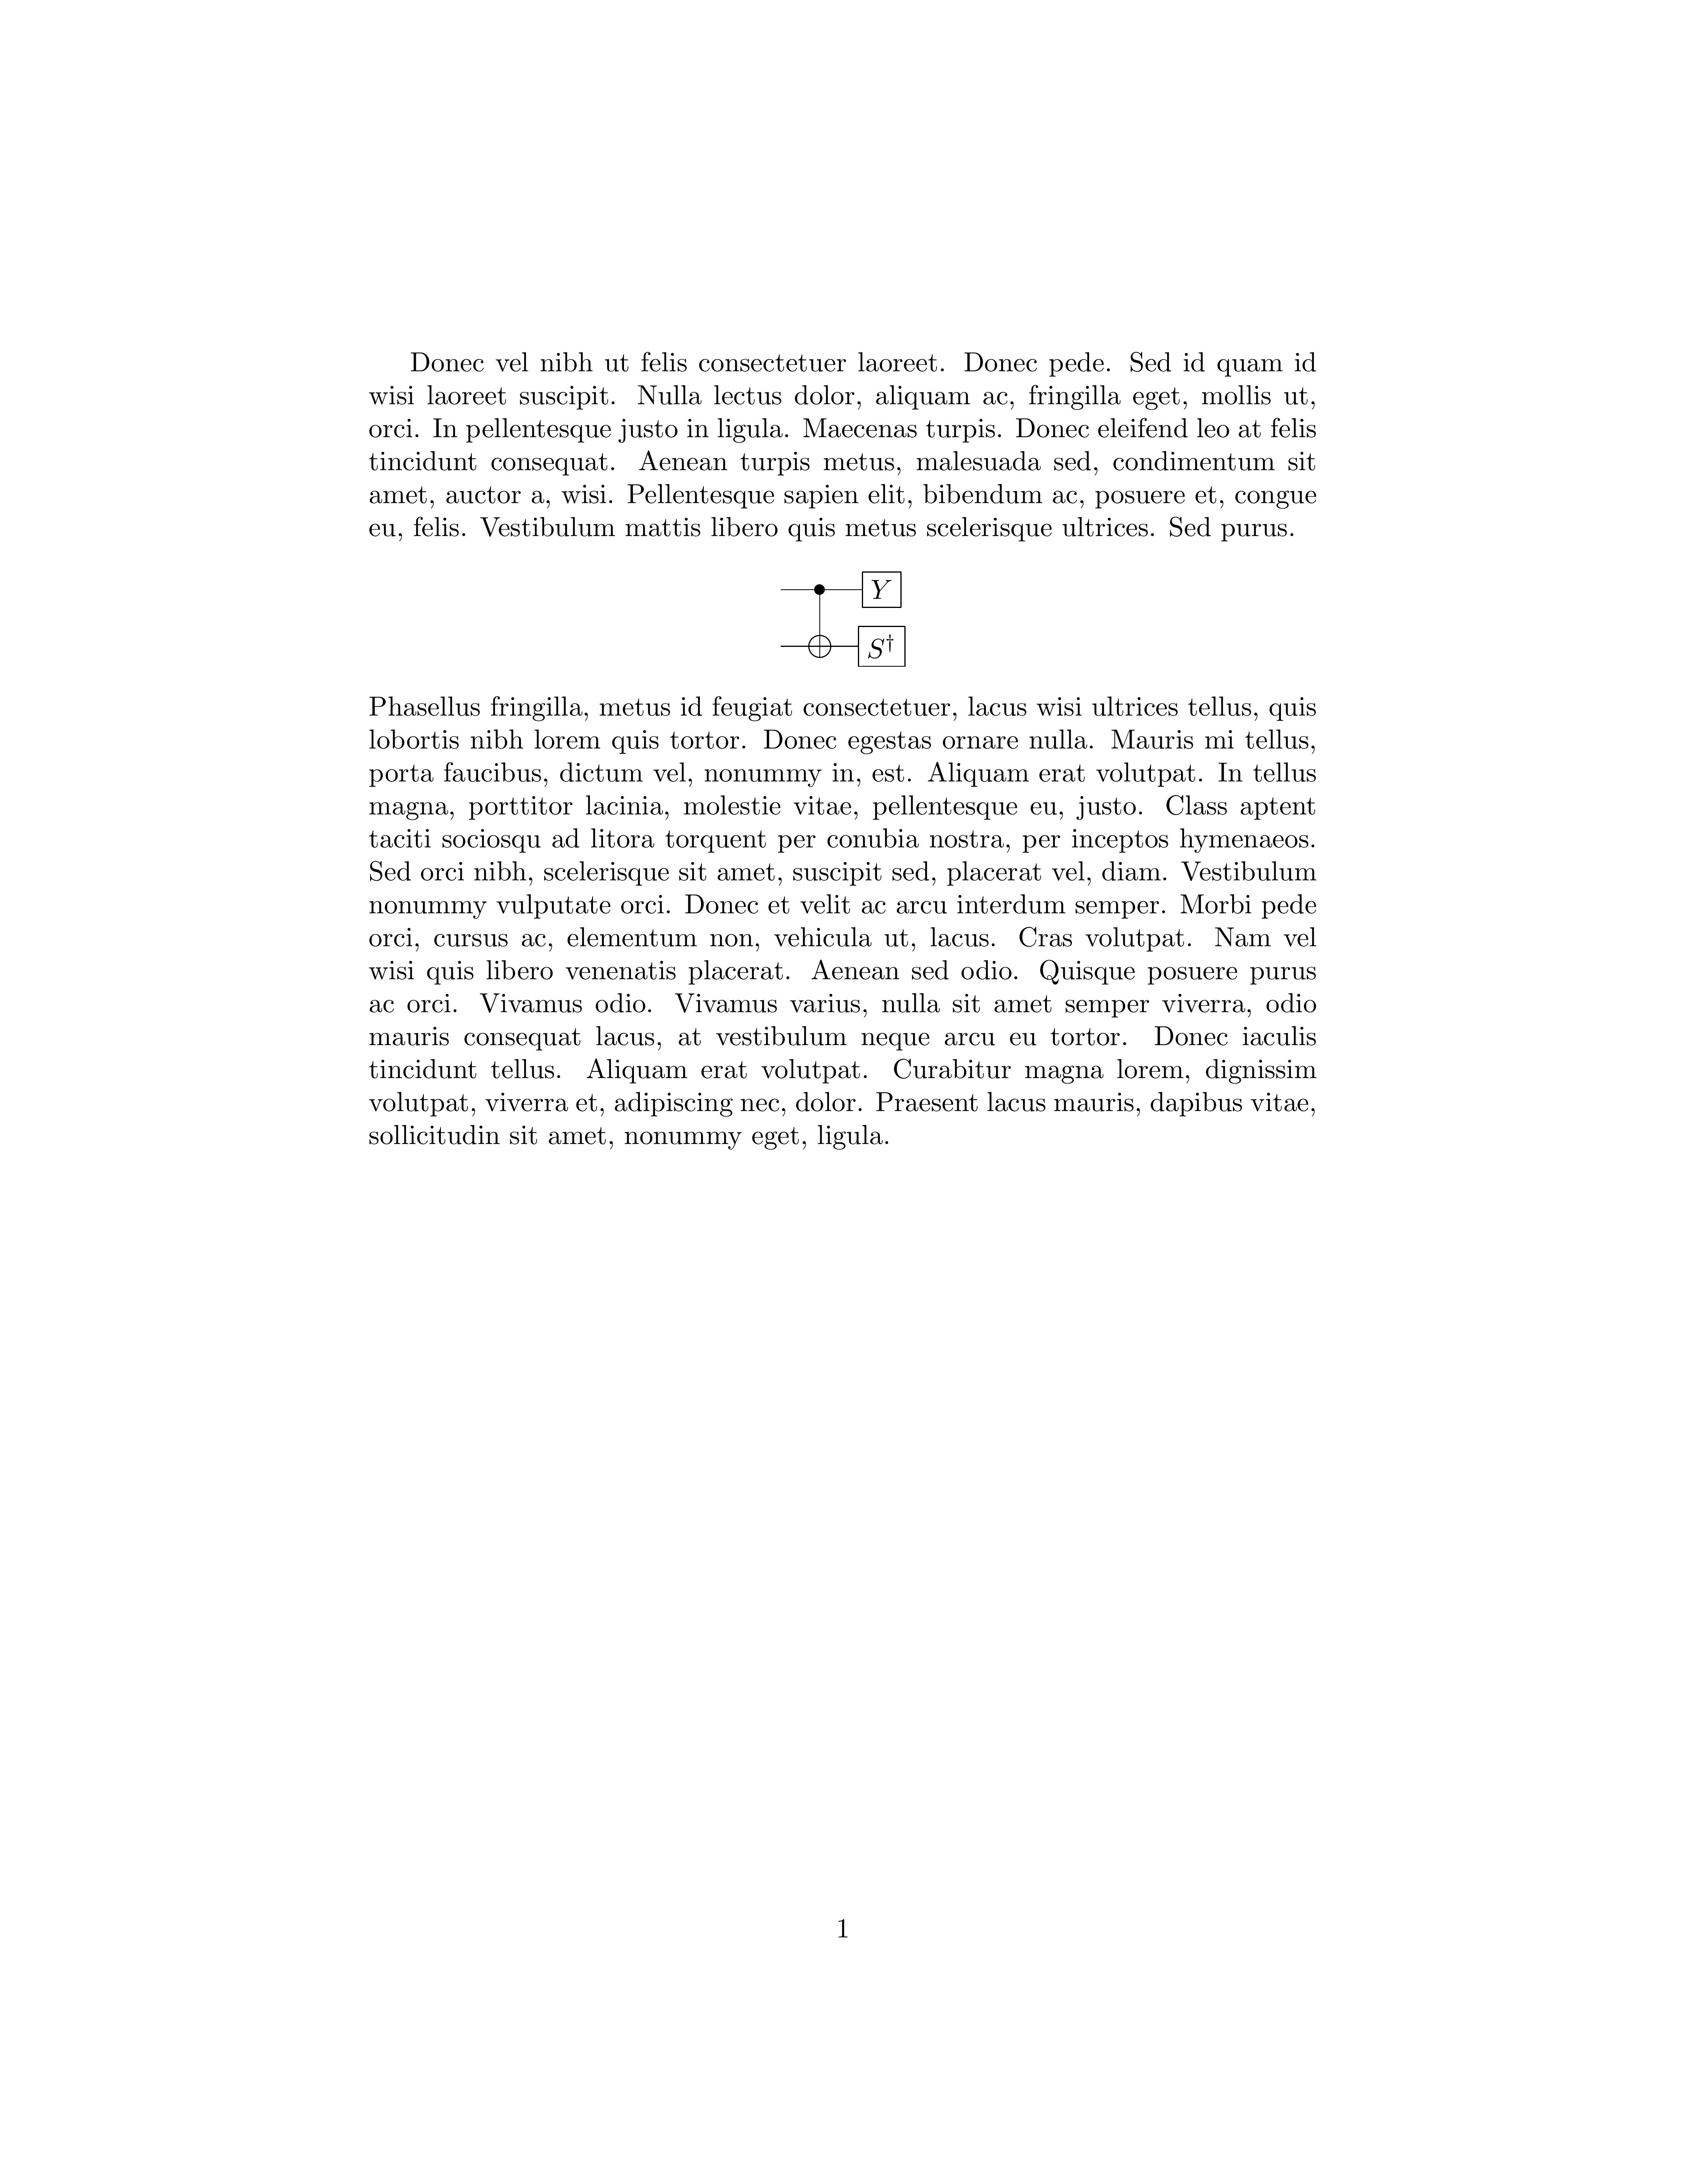 Donec vel nibh ut felis consectetuer laoreet. Donec pede. Sed id quam id
wisi laoreet suscipit. Nulla lectus dolor, aliquam ac, fringilla eget, mollis ut,
orci. In pellentesque justo in ligula. Maecenas turpis. Donec eleifend leo at felis
tincidunt consequat. Aenean turpis metus, malesuada sed, condimentum sit
amet, auctor a, wisi. Pellentesque sapien elit, bibendum ac, posuere et, congue
eu, felis. Vestibulum mattis libero quis metus scelerisque ultrices. Sed purus.
Y
S†
Phasellus fringilla, metus id feugiat consectetuer, lacus wisi ultrices tellus, quis
lobortis nibh lorem quis tortor. Donec egestas ornare nulla. Mauris mi tellus,
porta faucibus, dictum vel, nonummy in, est. Aliquam erat volutpat. In tellus
magna, porttitor lacinia, molestie vitae, pellentesque eu, justo. Class aptent
taciti sociosqu ad litora torquent per conubia nostra, per inceptos hymenaeos.
Sed orci nibh, scelerisque sit amet, suscipit sed, placerat vel, diam. Vestibulum
nonummy vulputate orci. Donec et velit ac arcu interdum semper. Morbi pede
orci, cursus ac, elementum non, vehicula ut, lacus. Cras volutpat. Nam vel
wisi quis libero venenatis placerat. Aenean sed odio. Quisque posuere purus
ac orci. Vivamus odio. Vivamus varius, nulla sit amet semper viverra, odio
mauris consequat lacus, at vestibulum neque arcu eu tortor. Donec iaculis
tincidunt tellus. Aliquam erat volutpat. Curabitur magna lorem, dignissim
volutpat, viverra et, adipiscing nec, dolor. Praesent lacus mauris, dapibus vitae,
sollicitudin sit amet, nonummy eget, ligula.
1